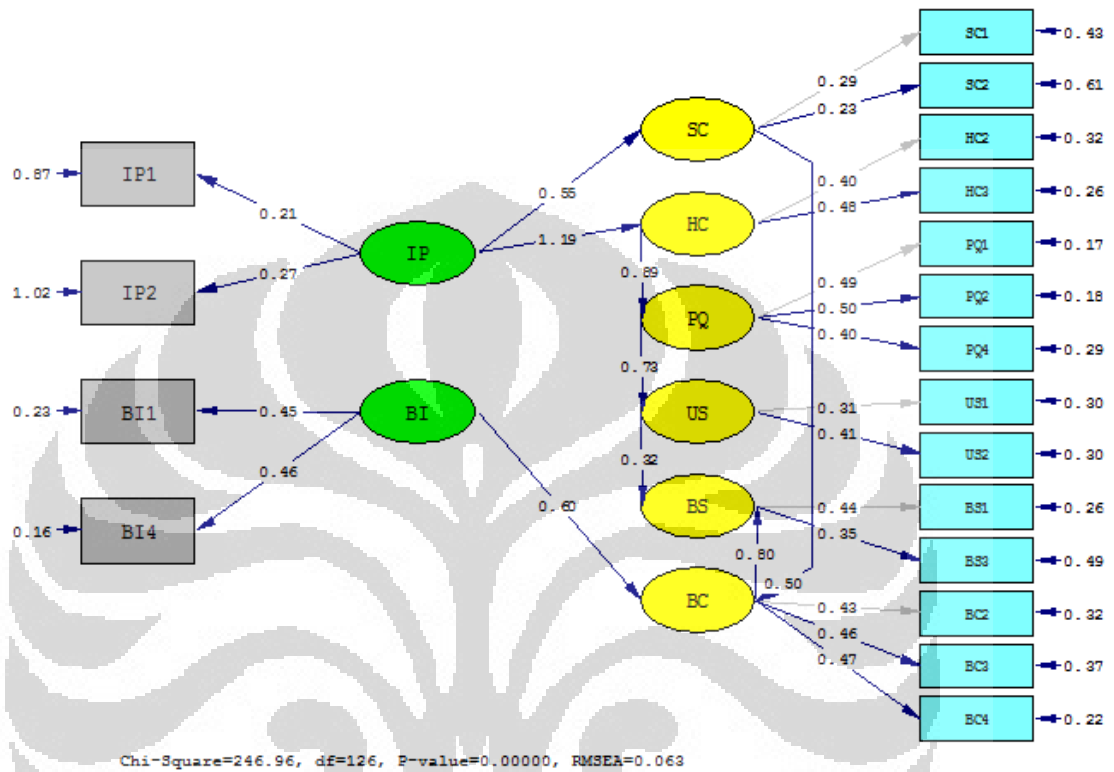 SC1
0.43
0.29
SC2
0.61
0.23
SC
HC2
0.32
0.87
IP1
0.40
HC3
0.26
0.55
0.48
0.21
HC
1.19
PQ1
0.17
IP
0.27
0.89
0.49
1.02
IP2
PQ2
0.18
0.50
PQ
0.40
PQ4
0.29
0.73
US1
0.30
0.31
0.23
BI1
0.45
BI
US
0.41
US2
0.30
0.32
0.46
BS1
0.26
0.60
BS
0.44
0.16
BI4
0.35
0.80
BS3
0.49
0.50
BC
0.43
BC2
0.32
0.46
0.47
BC3
0.37
BC4
0.22
Chi-Square=246.96, df=126, P-value=0.00000, RMSEA=0.063